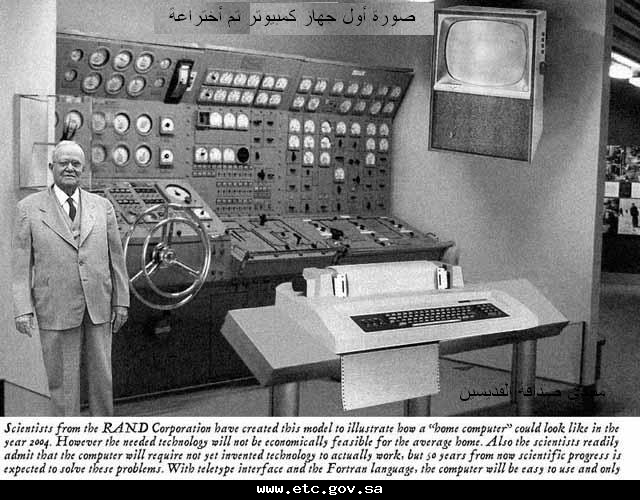 صورة أول جهاز كمبيوتر تم أختراعة
منتدى صداقة القديسين
Scientists from the RAND Corporation have created this model to illustrate how a "home computer" could look like in the
year 2004. However the needed technology will not be economically feasible for the average home. Also the scientists readily
admit that the computer will require not yet invented technology to actually work, but 50 years from now scientific progress is
expected to solve these problems. With teletype interface and the Fortran language, the computer will be easy to use and only
www.etc.gov.sa